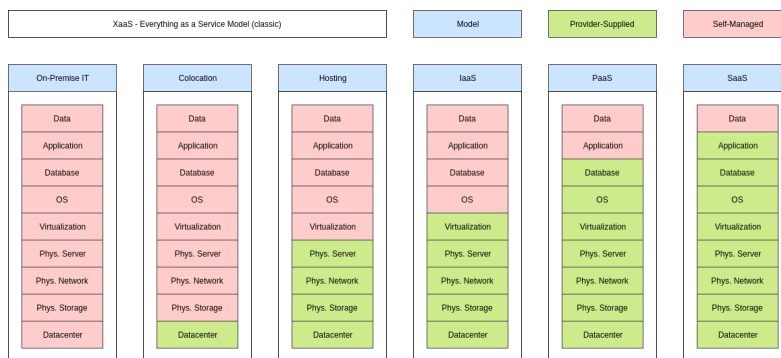 XaaS - Everything as a Service Model (classic)
Model
Provider-Supplied
Self-Managed
On-Premise IT
Data
Application
Database
OS
Virtualization
Phys. Server
Phys. Network
Phys. Storage
Datacenter
Colocation
Data
Application
Database
OS
Virtualization
Phys. Server
Phys. Network
Phys. Storage
Datacenter
Hosting
Data
Application
Database
OS
Virtualization
Phys. Server
Phys. Network
Phys. Storage
Datacenter
IaaS
Data
Application
Database
OS
Virtualization
Phys. Server
Phys. Network
Phys. Storage
Datacenter
PaaS
Data
Application
Database
OS
Virtualization
Phys. Server
Phys. Network
Phys. Storage
Datacenter
SaaS
Data
Application
Database
OS
Virtualization
Phys. Server
Phys. Network
Phys. Storage
Datacenter